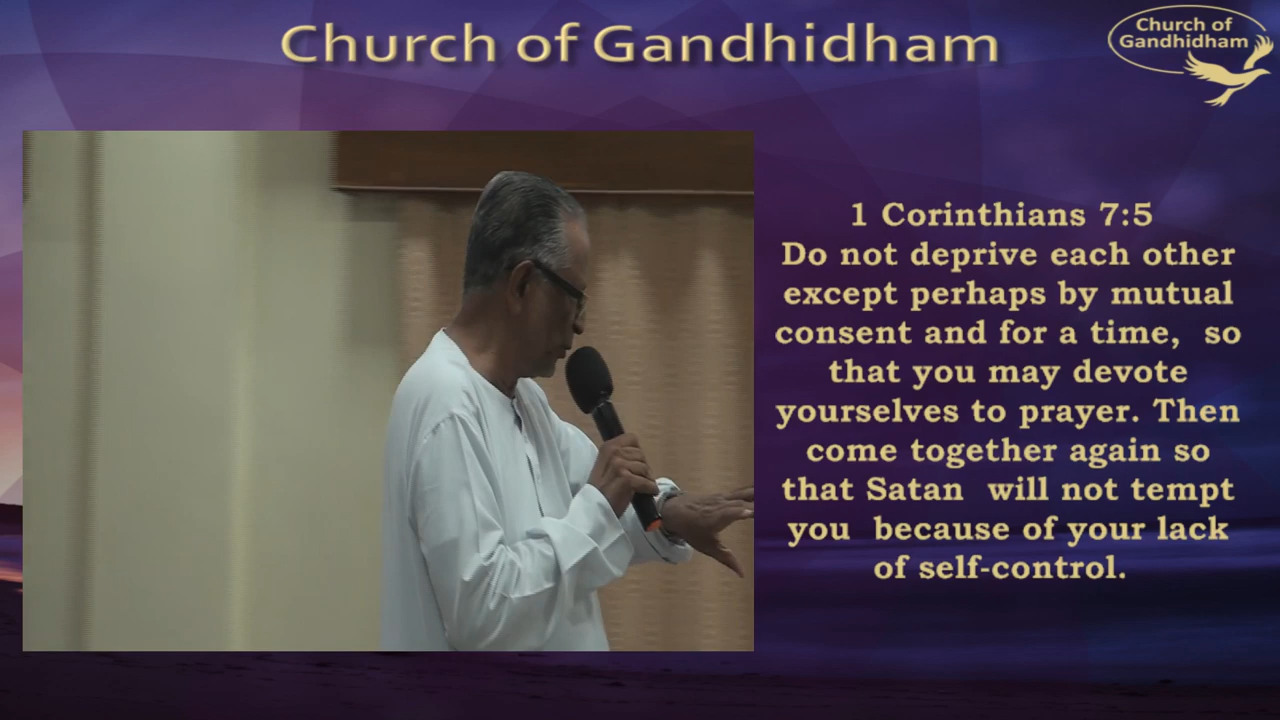 Church of Gandhidham
Church of
Gandhidham
1 Corinthians 7:5
Do not deprive each other
except perhaps by mutual
consent and for a time,  so
that you may devote
yourselves to prayer. Then
come together again so
that Satan  will not tempt
you  because of your lack
of self-control.